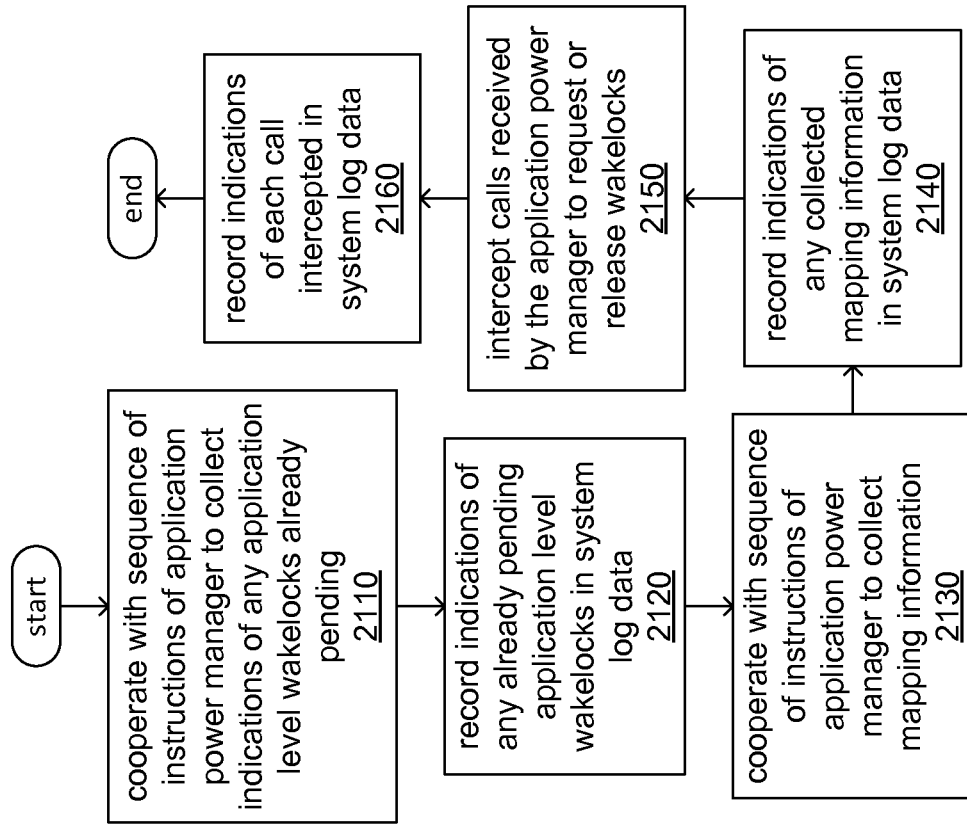 start
cooperate with sequence of
instructions of application
power manager to collect
indications of any application
level wakelocks already
pending
2110
record indications of
any already pending
application level
wakelocks in system
log data
2120
cooperate with sequence
of instructions of
application power
manager to collect
mapping information
2130
record indications of
any collected
mapping information
in system log data
2140
intercept calls received
by the application power
manager to request or
release wakelocks
2150
record indications
of each call
intercepted in
system log data
2160
end